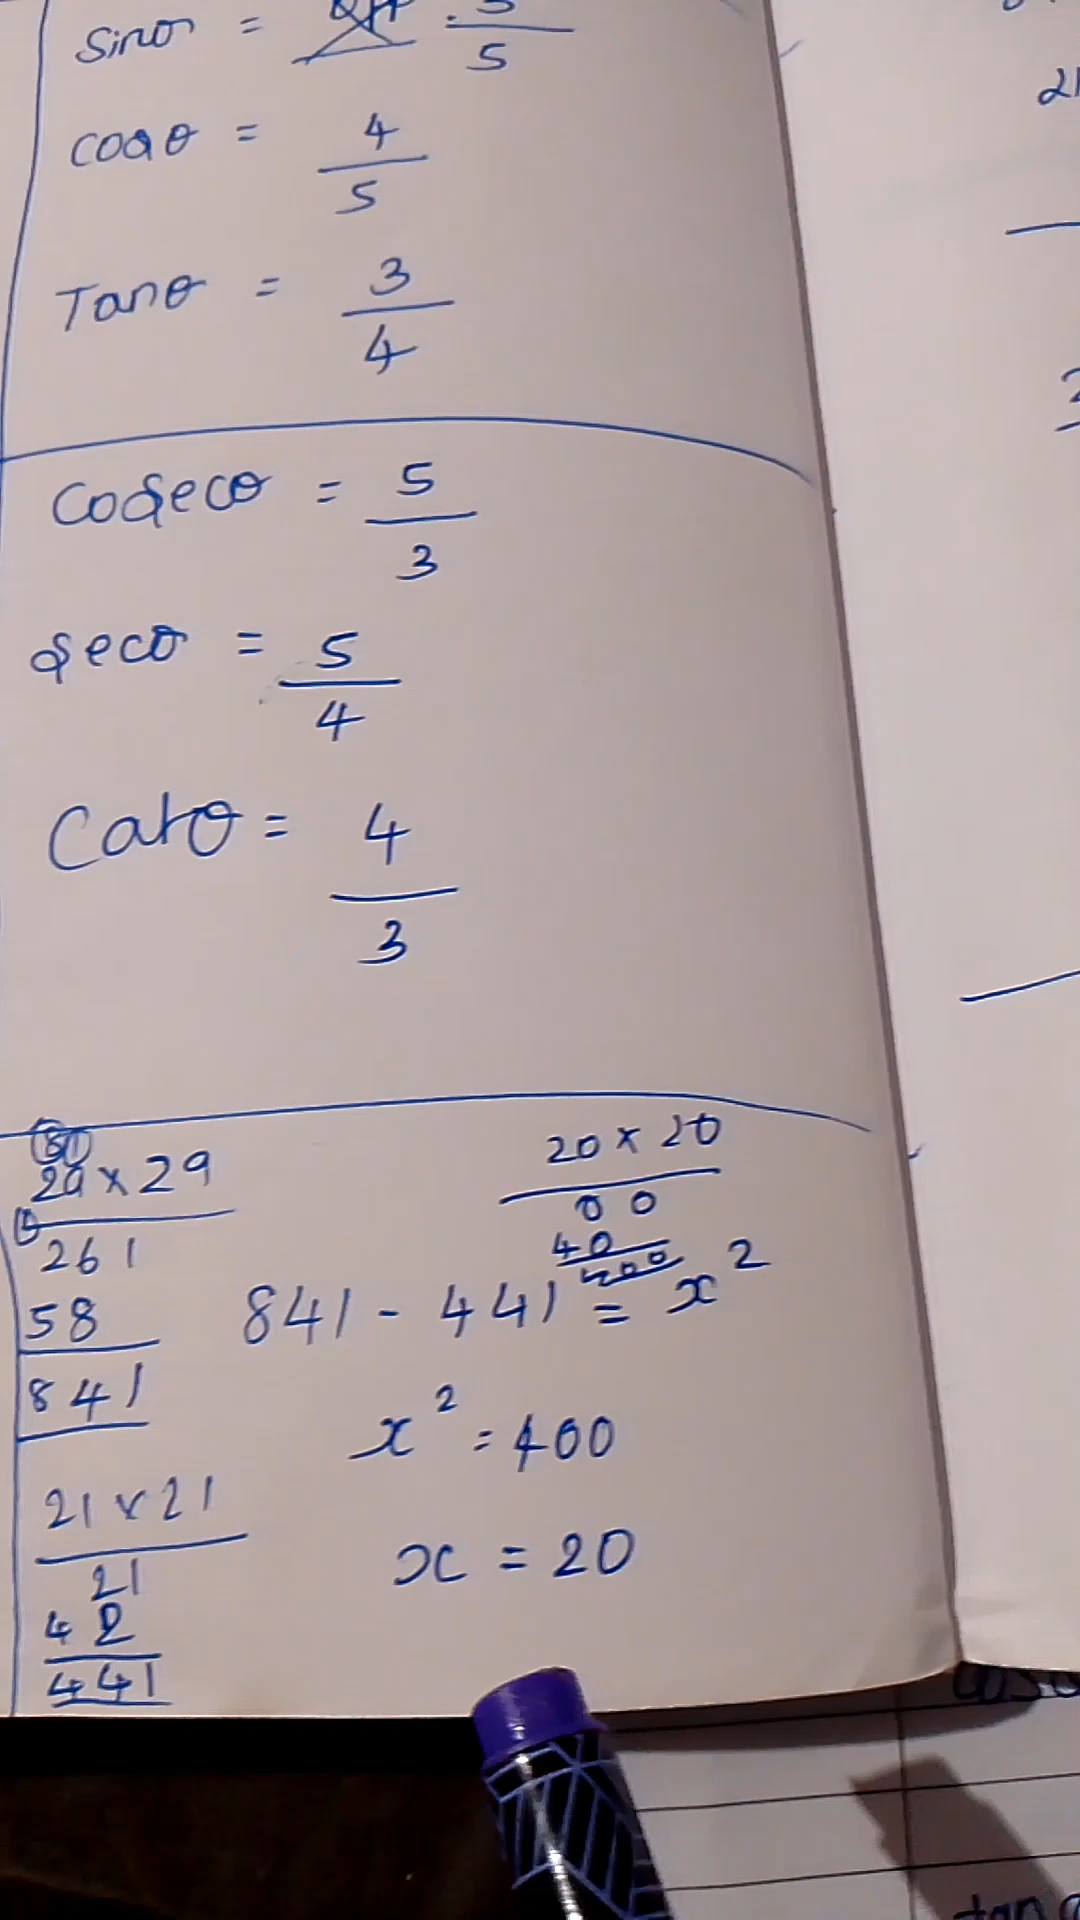 Sinθ = 3/5
Cosθ = 4/5
Tanθ = 3/4
Cosecθ = 5/3
Secθ = 5/4
Catθ = 4/3
29 x 29
261
58
841
21 x 21
21
42
441
20 x 20
00
40
400
841 - 441 = x²
x² = 400
x = 20